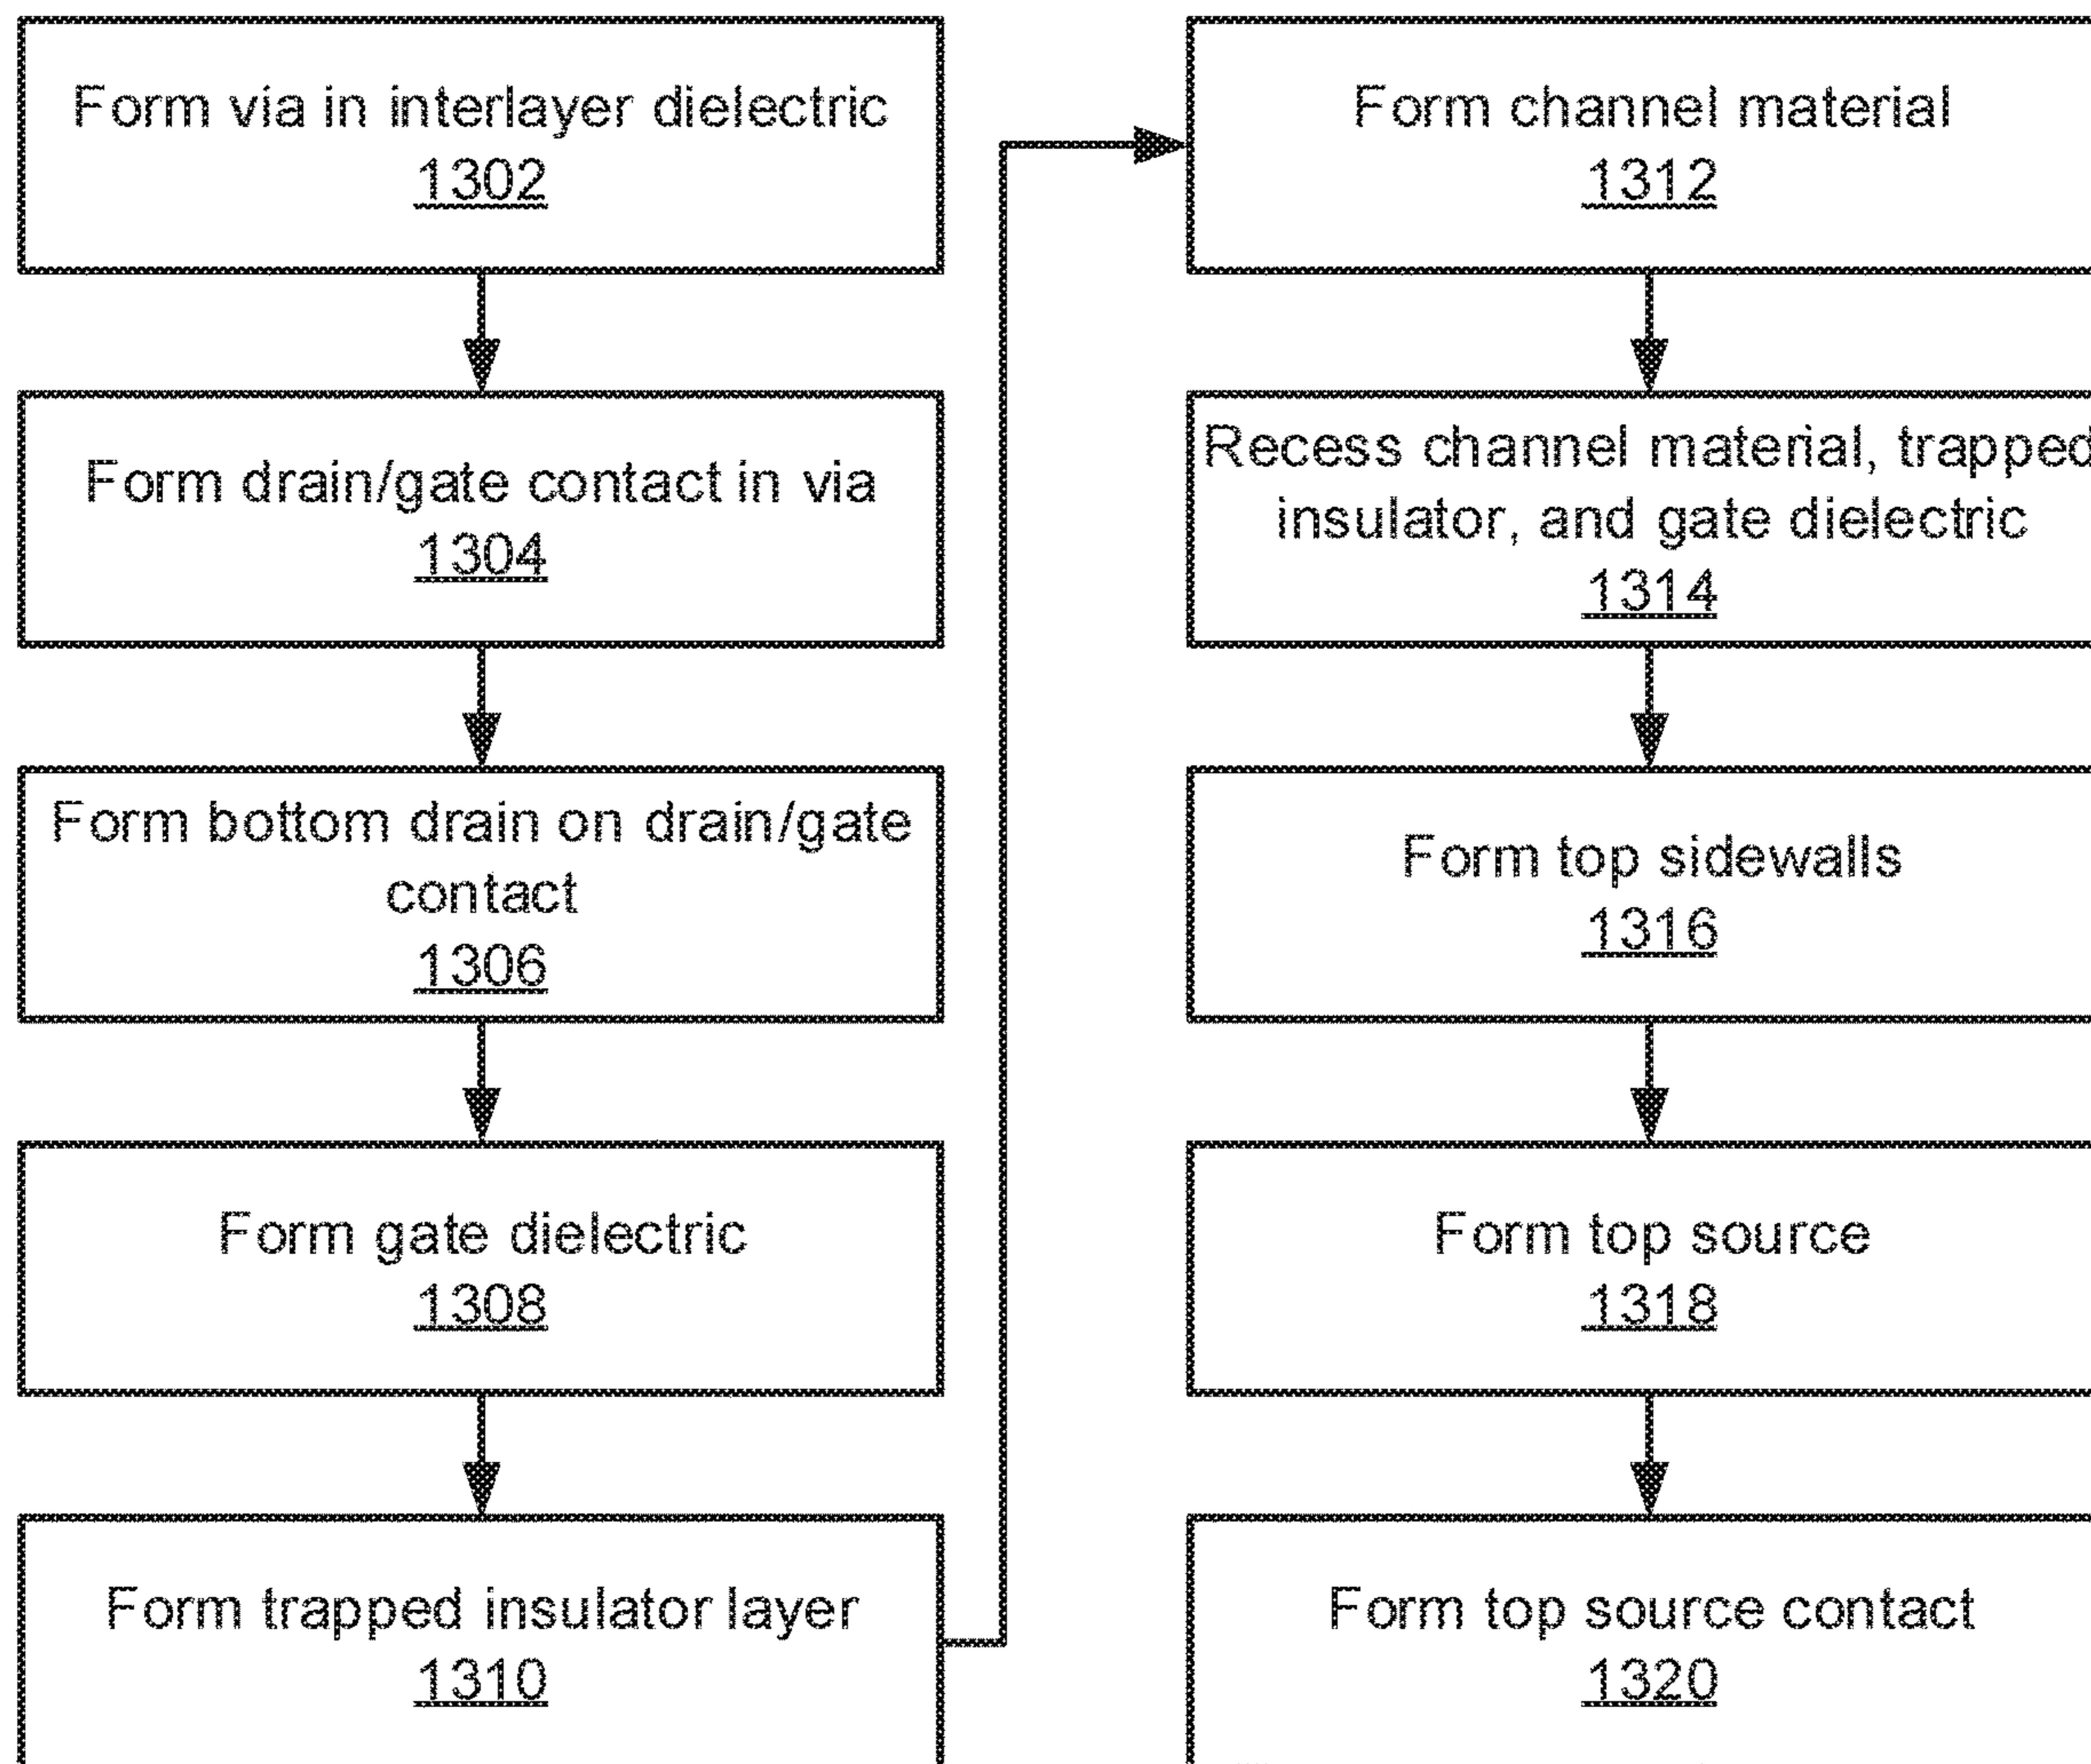 Form via in interlayer dielectric
1302
Form drain/gate contact in via
1304
Form bottom drain on drain/gate
contact
1306
Form gate dielectric
1308
Form trapped insulator layer
1310
Form channel material
1312
Recess channel material, trapped
insulator, and gate dielectric
1314
Form top sidewalls
1316
Form top source
1318
Form top source contact
1320